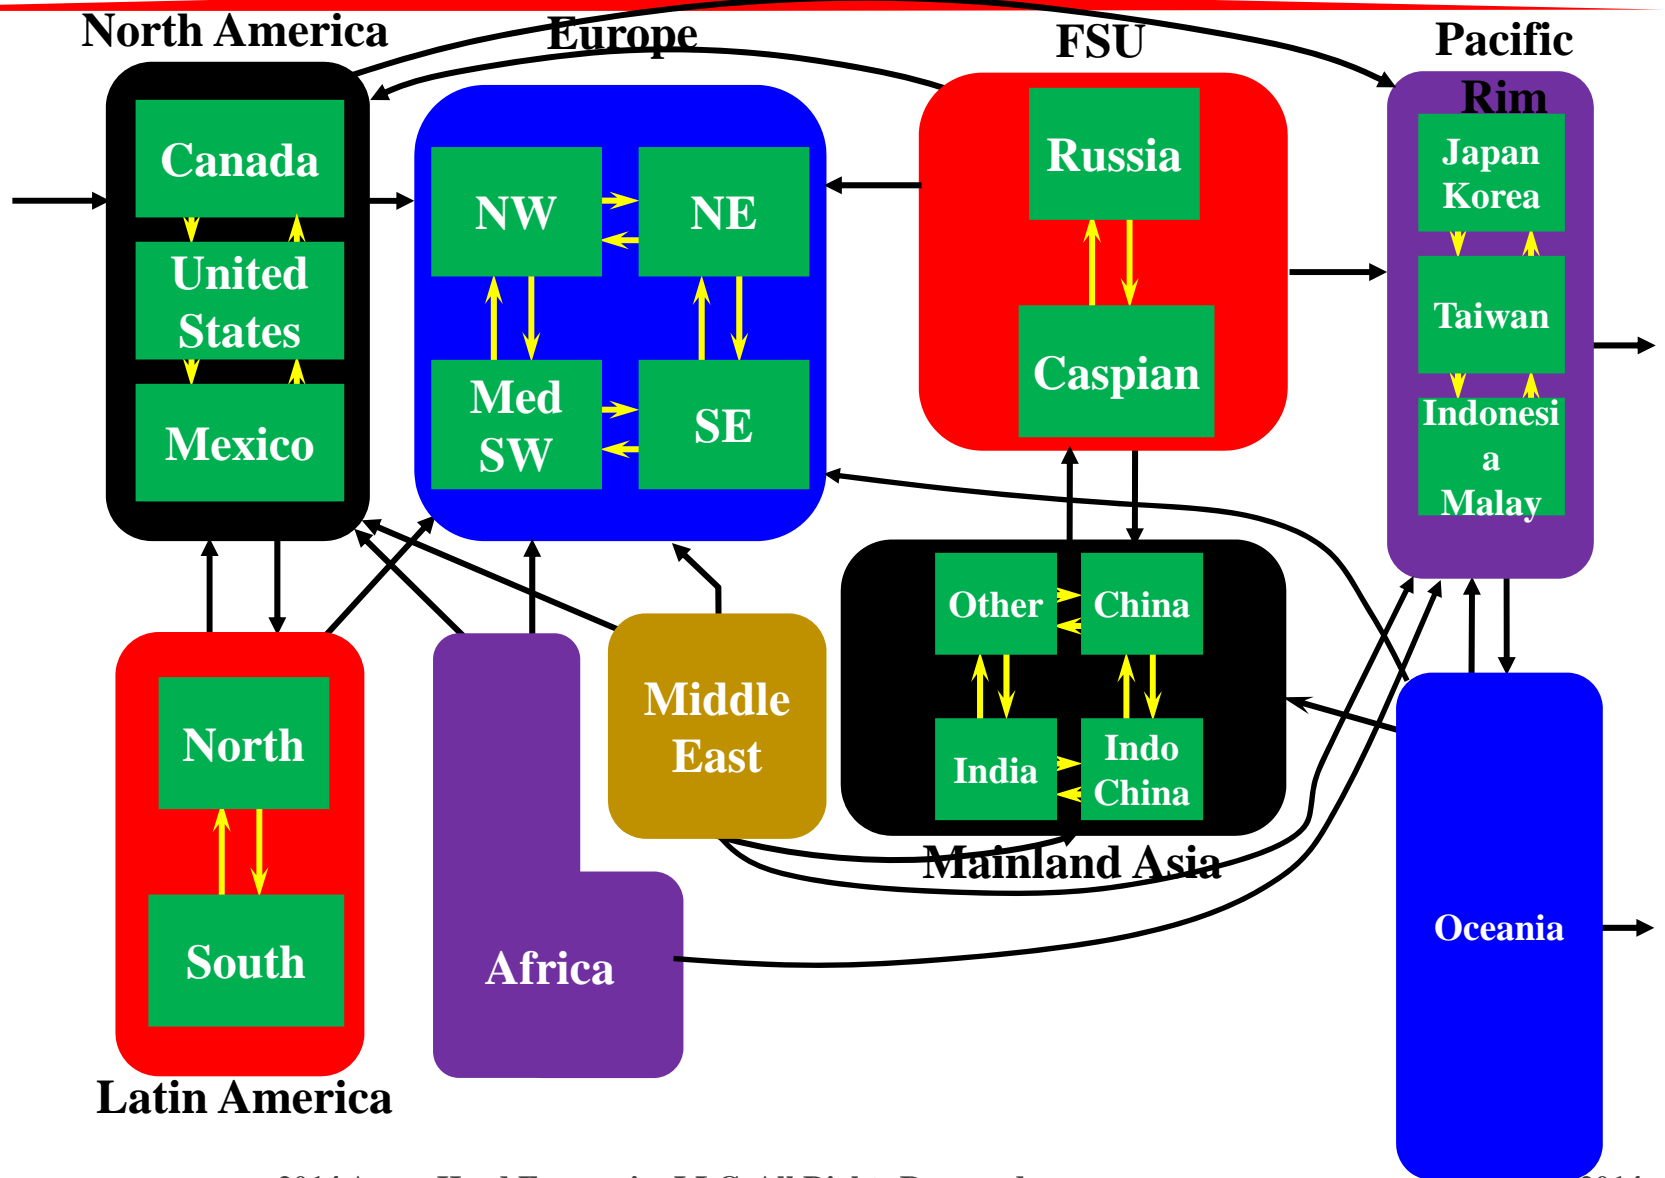 North America
Europe
FSU
Pacific
Rim
Canada
United
States
Mexico
NW
NE
Med
SW
SE
Russia
Caspian
Japan
Korea
Taiwan
Indonesi
a
Malay
Other
China
India
Indo
China
Mainland Asia
North
South
Latin America
Africa
Middle
East
Oceania